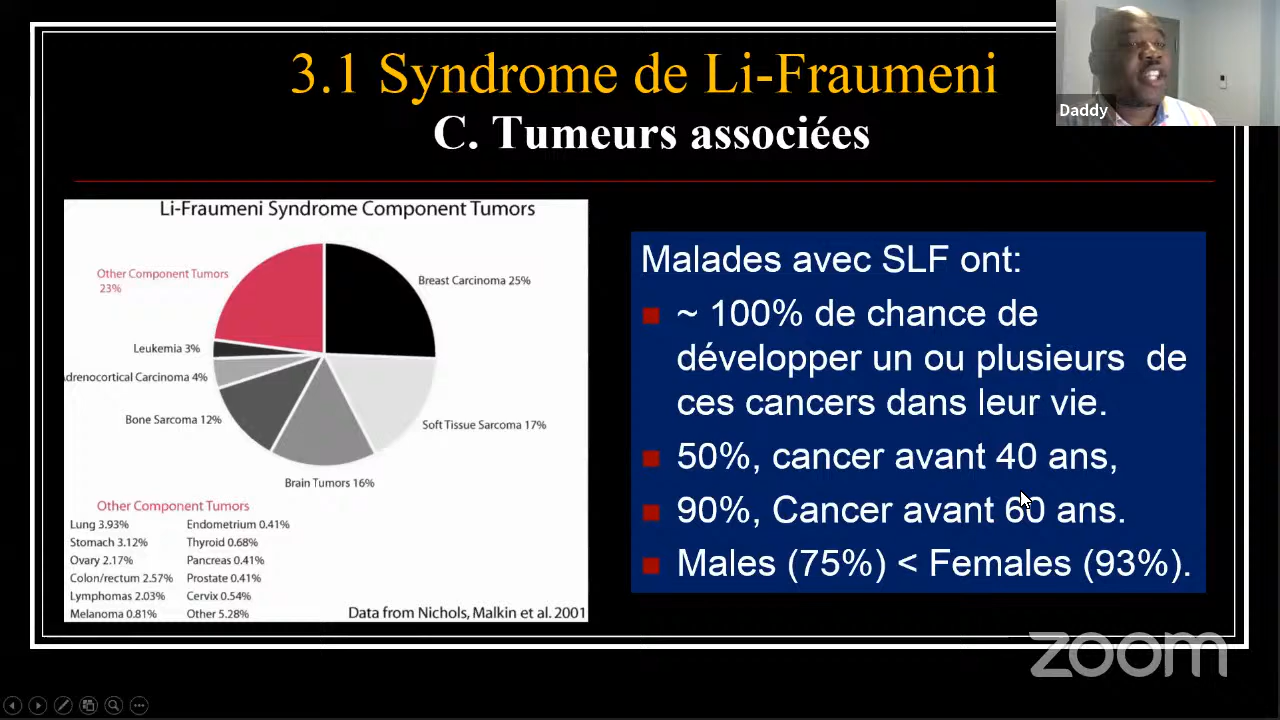 3.1 Syndrome de Li-Fraumeni
C. Tumeurs associées
Daddy
Li-Fraumeni Syndrome Component Tumors
Other Component Tumors
23%
Breast Carcinoma 25%
Leukemia 3%
drenocortical Carcinoma 4%
Bone Sarcoma 12%
Soft Tissue Sarcoma 17%
Brain Tumors 16%
Other Component Tumors
Lung 3.93% Endometrium 0.41%
Stomach 3.12% Thyroid 0.68%
Ovary 2.17% Pancreas 0.41%
Colon/rectum 2.57% Prostate 0.41%
Lymphomas 2.03% Cervix 0.54%
Melanoma 0.81% Other 5.28%
Data from Nichols, Malkin et al. 2001
Malades avec SLF ont:
~ 100% de chance de
développer un ou plusieurs de
ces cancers dans leur vie.
50%, cancer avant 40 ans,
90%, Cancer avant 60 ans.
Males (75%) < Females (93%).
zoom